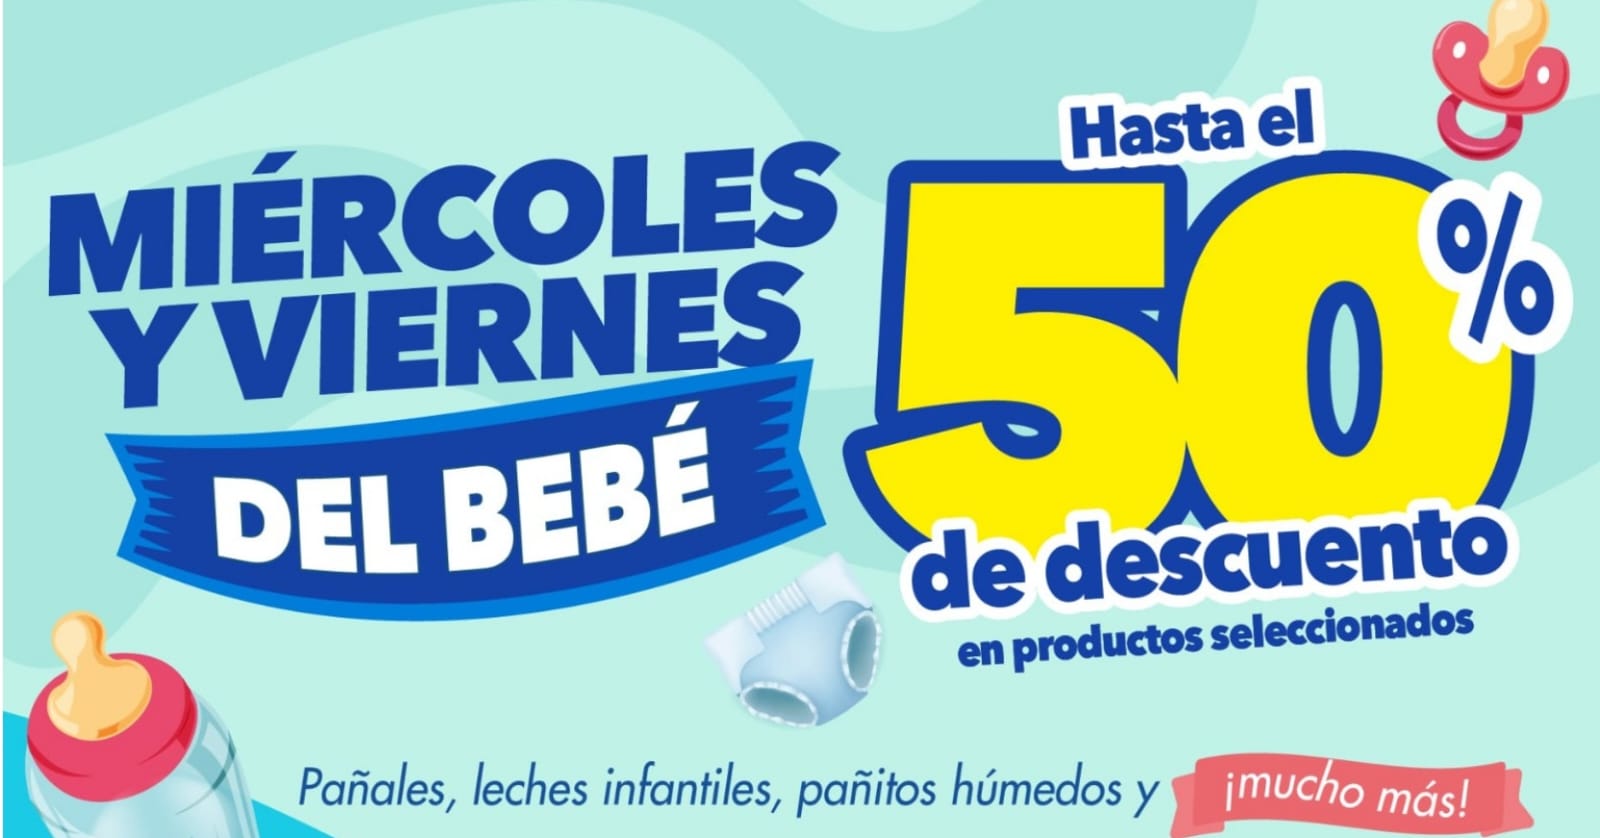 MIÉRCOLES
Y VIERNES
DEL BEBÉ
Hasta el
50%
de descuento
en productos seleccionados
Pañales, leches infantiles, pañitos húmedos y ¡mucho más!